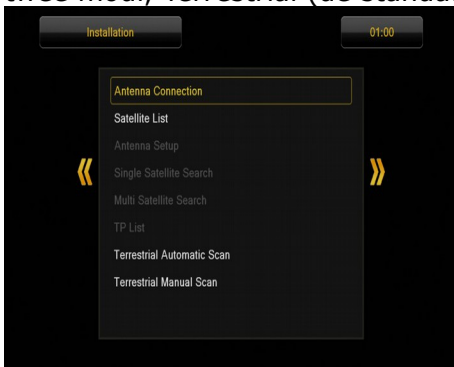 Installation
01:00
Antenna Connection
Satellite List
Antenna Setup
Single Satellite Search
Multi Satellite Search
TP List
Terrestrial Automatic Scan
Terrestrial Manual Scan